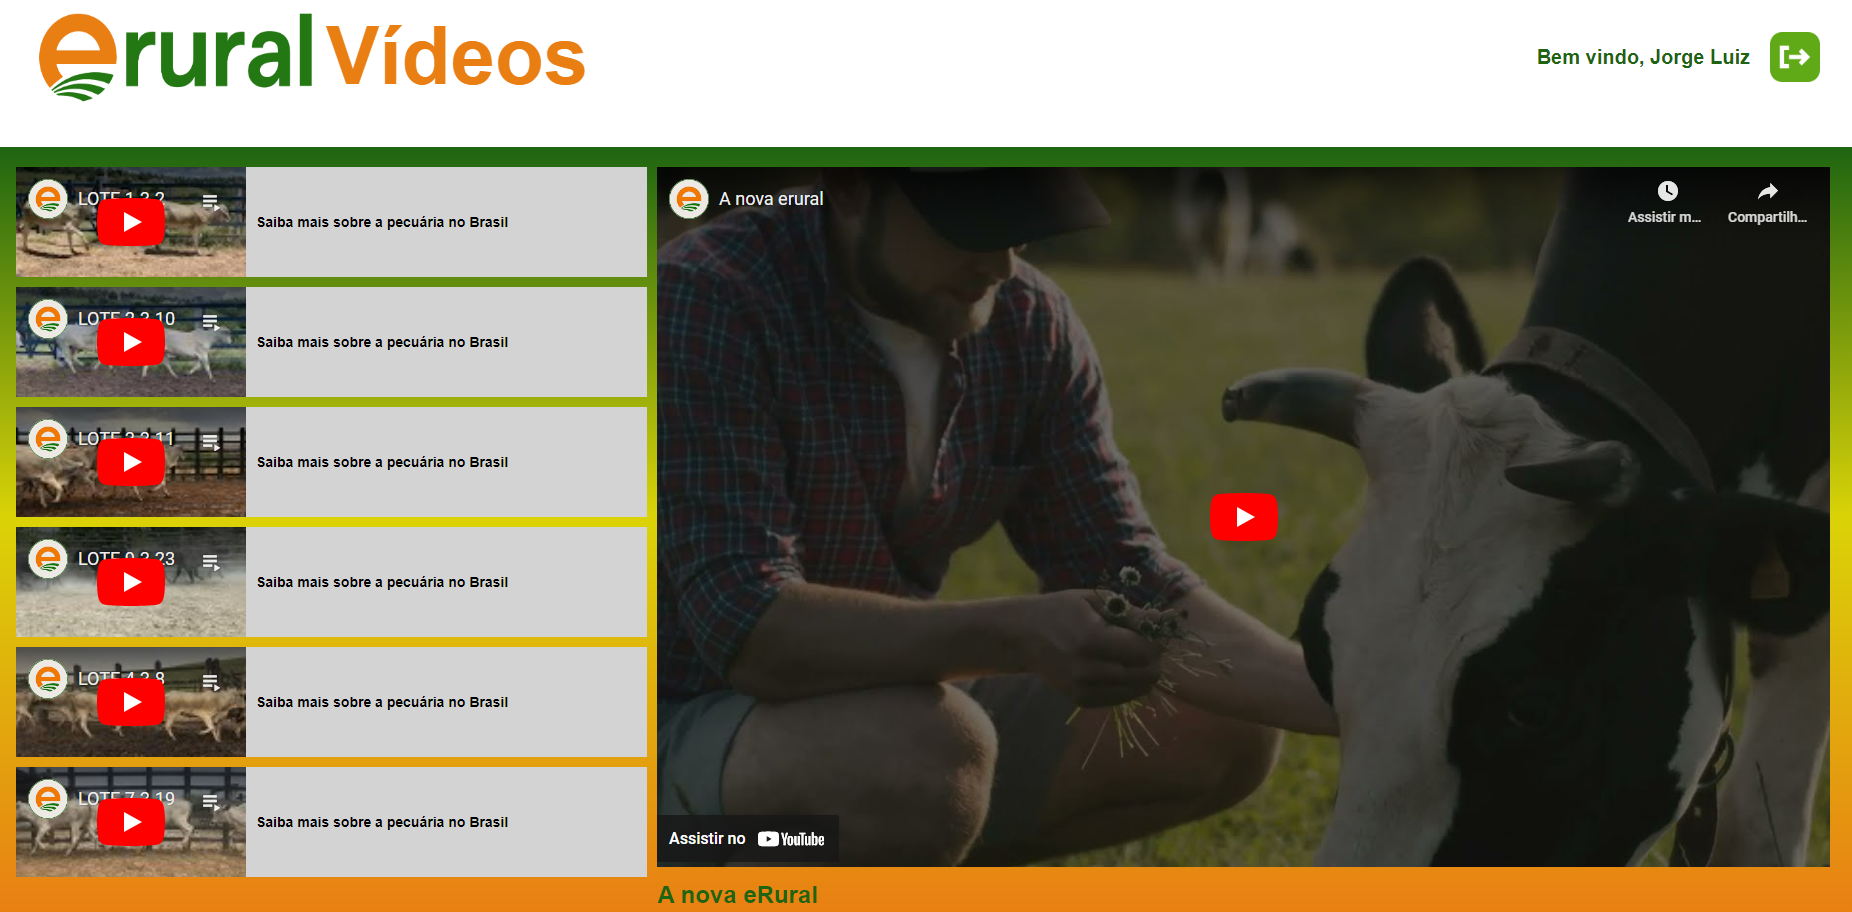 erural Vídeos
Bem vindo, Jorge Luiz
LOTE 1 2 2
Saiba mais sobre a pecuária no Brasil
LOTE 2 2 10
Saiba mais sobre a pecuária no Brasil
LOTE 3 2 11
Saiba mais sobre a pecuária no Brasil
LOTE 9 2 23
Saiba mais sobre a pecuária no Brasil
LOTE 4 2 8
Saiba mais sobre a pecuária no Brasil
LOTE 7 2 19
Saiba mais sobre a pecuária no Brasil
A nova erural
Assistir m...
Compartilh...
Assistir no YouTube
A nova eRural